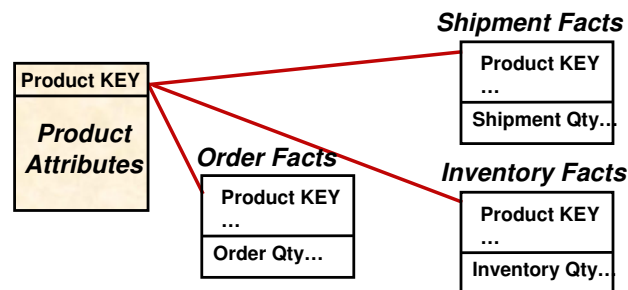 Shipment Facts
Product KEY
...
Shipment Qty...
Product KEY
Product
Attributes
Order Facts
Product KEY
...
Order Qty...
Inventory Facts
Product KEY
...
Inventory Qty...